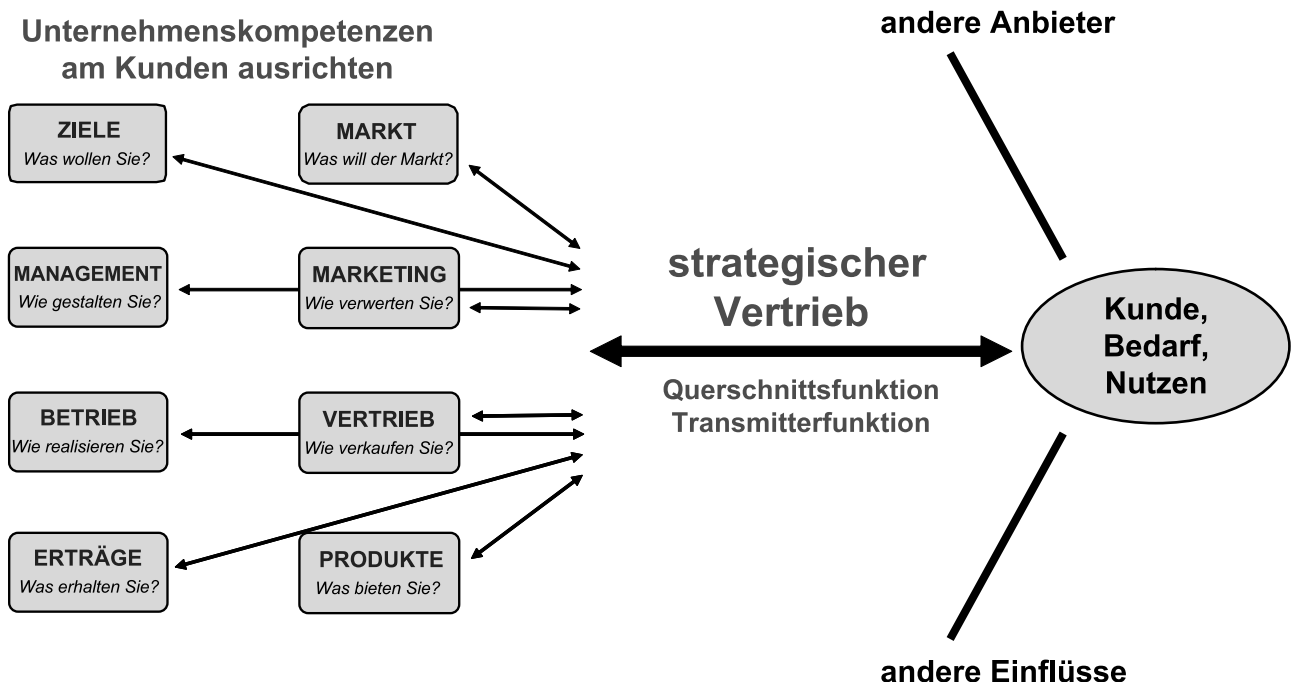 Unternehmenskompetenzen
am Kunden ausrichten
andere Anbieter
ZIELE
Was wollen Sie?
MARKT
Was will der Markt?
MANAGEMENT
Wie gestalten Sie?
MARKETING
Wie verwerten Sie?
strategischer
Vertrieb
Kunde,
Bedarf,
Nutzen
Querschnittsfunktion
Transmitterfunktion
BETRIEB
Wie realisieren Sie?
VERTRIEB
Wie verkaufen Sie?
ERTRÄGE
Was erhalten Sie?
PRODUKTE
Was bieten Sie?
andere Einflüsse